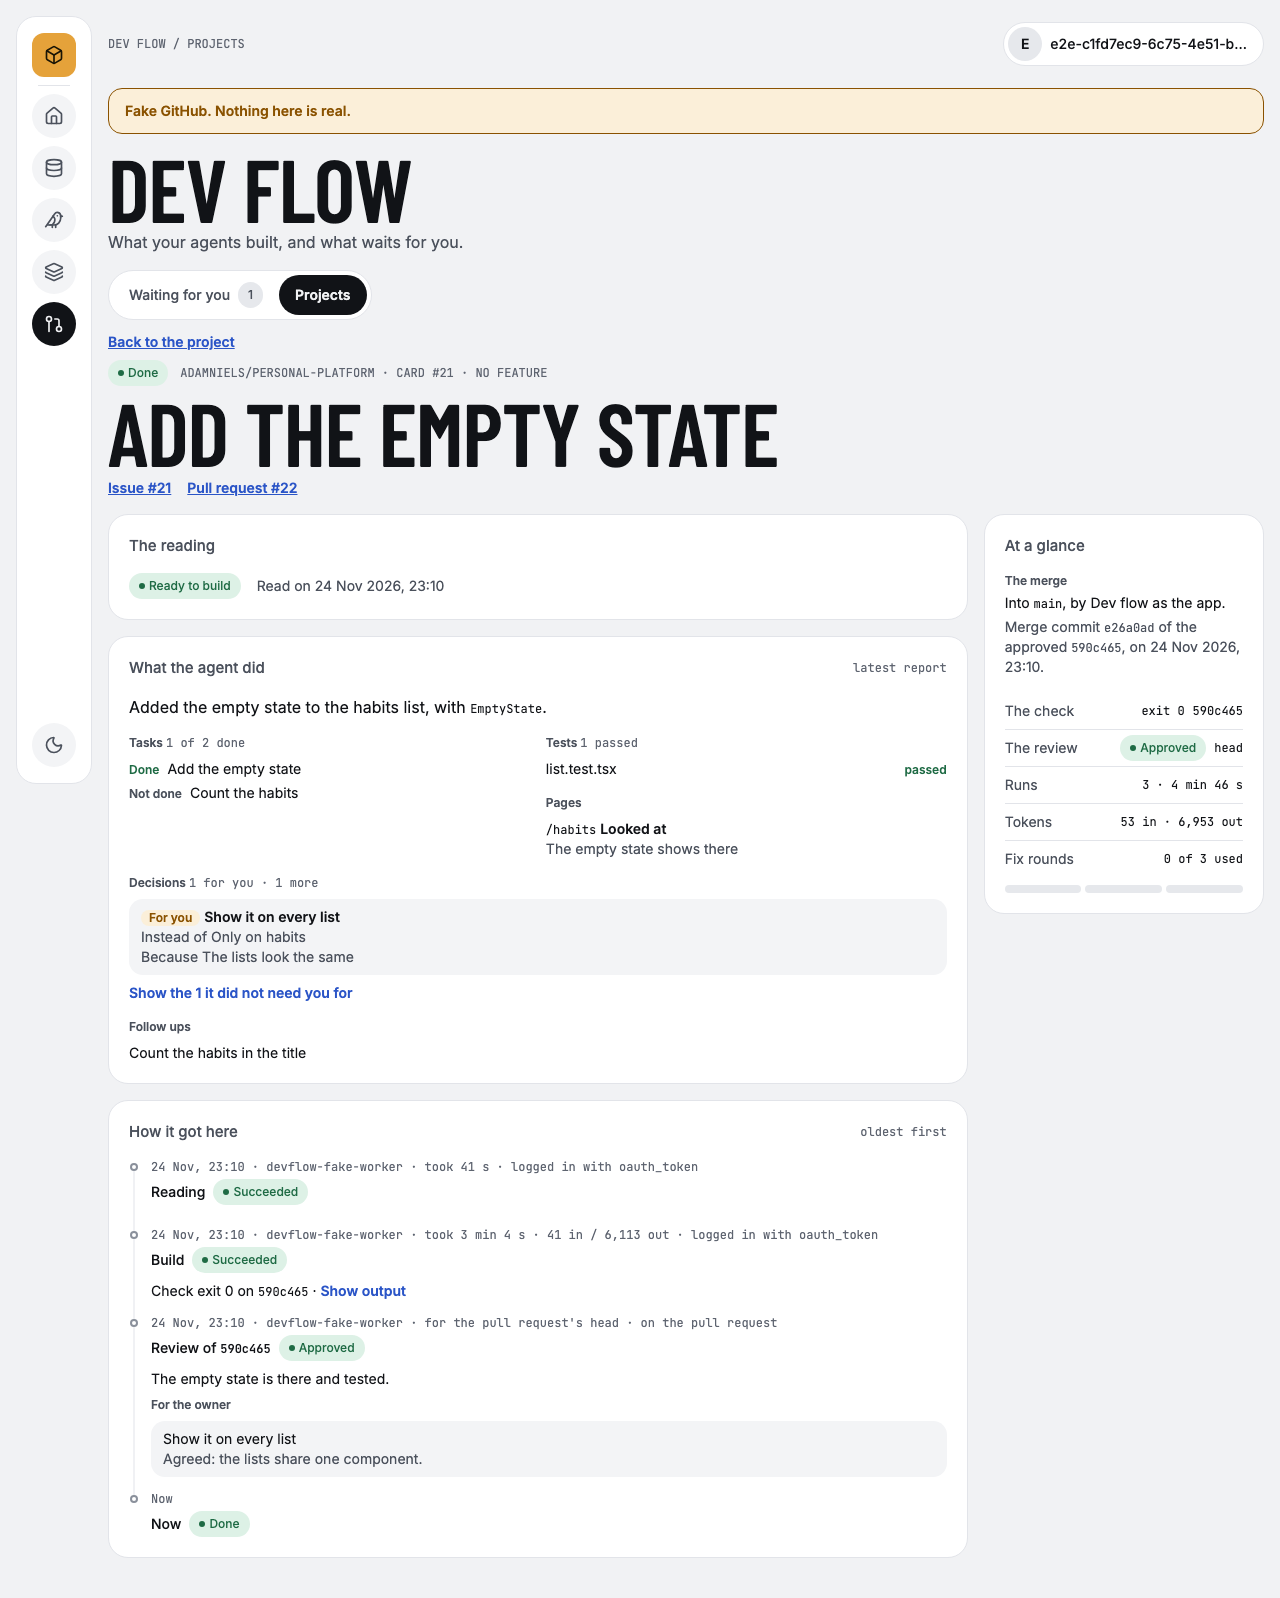 DEV FLOW / PROJECTS
E
e2e-c1fd7ec9-6c75-4e51-b...
Fake GitHub. Nothing here is real.
DEV FLOW
What your agents built, and what waits for you.
Waiting for you 1
Projects
Back to the project
Done ADAMNIELS/PERSONAL-PLATFORM · CARD #21 · NO FEATURE
ADD THE EMPTY STATE
Issue #21 Pull request #22
The reading
Ready to build Read on 24 Nov 2026, 23:10
What the agent did latest report
Added the empty state to the habits list, with EmptyState.
Tasks 1 of 2 done
Done Add the empty state
Not done Count the habits
Tests 1 passed
list.test.tsx passed
Pages
/habits Looked at
The empty state shows there
Decisions 1 for you · 1 more
For you Show it on every list
Instead of Only on habits
Because The lists look the same
Show the 1 it did not need you for
Follow ups
Count the habits in the title
How it got here oldest first
24 Nov, 23:10 · devflow-fake-worker · took 41 s · logged in with oauth_token
Reading Succeeded
24 Nov, 23:10 · devflow-fake-worker · took 3 min 4 s · 41 in / 6,113 out · logged in with oauth_token
Build Succeeded
Check exit 0 on 590c465 · Show output
24 Nov, 23:10 · devflow-fake-worker · for the pull request's head · on the pull request
Review of 590c465 Approved
The empty state is there and tested.
For the owner
Show it on every list
Agreed: the lists share one component.
Now
Now Done
At a glance
The merge
Into main, by Dev flow as the app.
Merge commit e26a0ad of the
approved 590c465, on 24 Nov 2026,
23:10.
The check exit 0 590c465
The review Approved head
Runs 3 · 4 min 46 s
Tokens 53 in · 6,953 out
Fix rounds 0 of 3 used